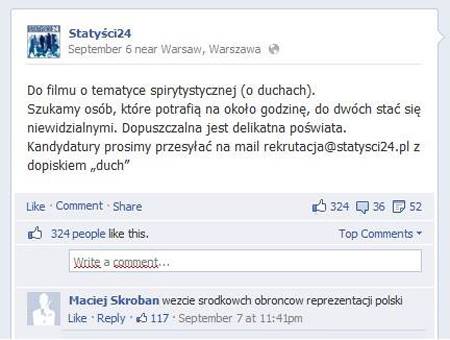 Statyści24
September 6 near Warsaw, Warszawa
Do filmu o tematyce spirytystycznej (o duchach).
Szukamy osób, które potrafią na około godzinę, do dwóch stać się
niewidzialnymi. Dopuszczalna jest delikatna poświata.
Kandydatury prosimy przesyłać na mail rekrutacja@statysci24.pl z
dopiskiem „duch”
Like · Comment · Share 324 36 52
324 people like this. Top Comments
Write a comment...
Maciej Skroban wezcie srodkowch obroncow reprezentacji polski
Like · Reply · 117 · September 7 at 11:41pm